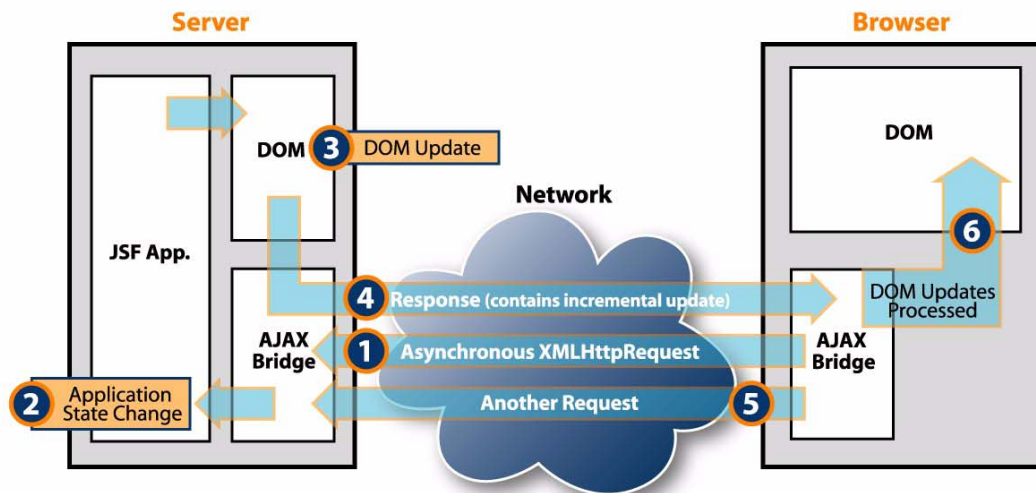 Server
Browser
DOM
3
DOM Update
DOM
Network
JSF App.
6
4
Response (contains incremental update)
DOM Updates
Processed
AJAX
Bridge
1
Asynchronous XMLHttpRequest
AJAX
Bridge
2
Application
State Change
Another Request
5